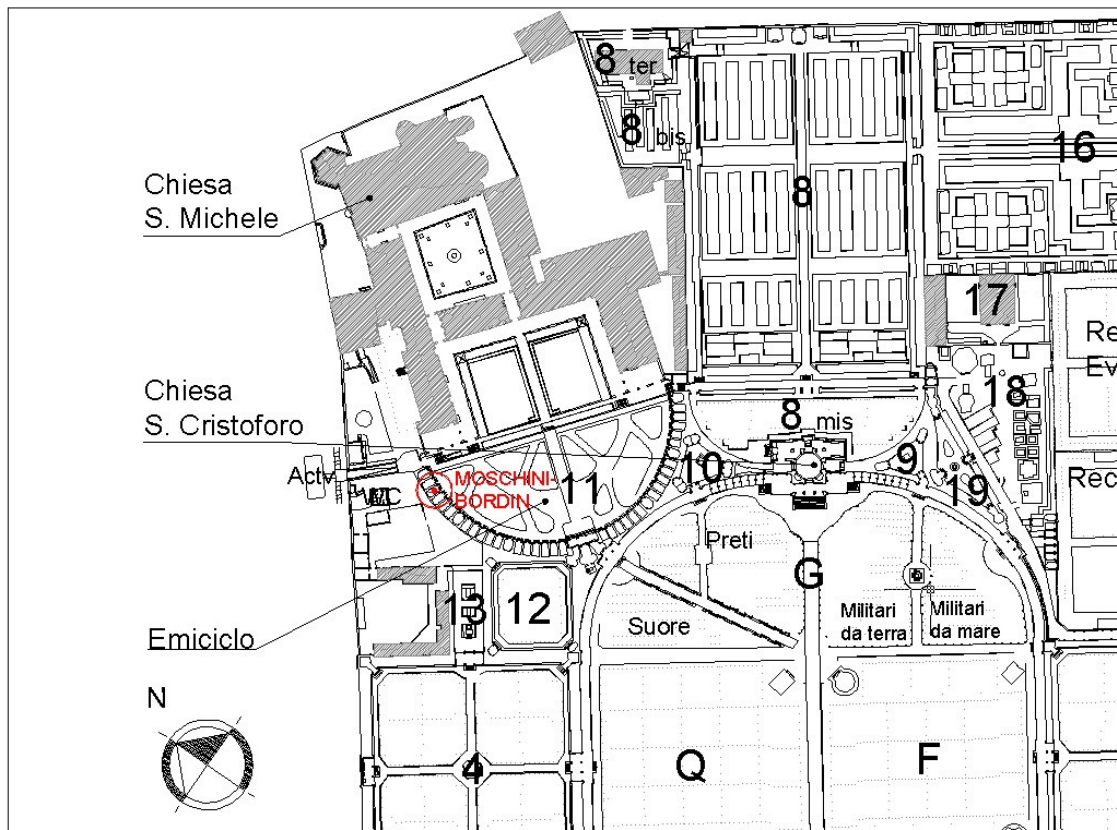 8 ter
8 bis
16
Chiesa
S. Michele
8
17
Re
Ev
18
Chiesa
S. Cristoforo
8 mis
Actv
WC
MOSCHINI-
BORDIN
11
10
9
19
Rec
Preti
G
13
12
Suore
Militari
da terra
Militari
da mare
Emiciclo
N
4
Q
F